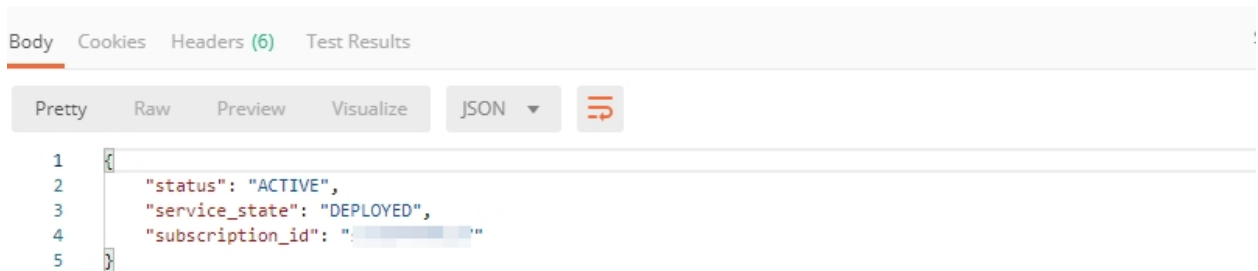 Body Cookies Headers (6) Test Results
Pretty Raw Preview Visualize JSON
1 {
2 "status": "ACTIVE",
3 "service_state": "DEPLOYED",
4 "subscription_id": " "
5 }